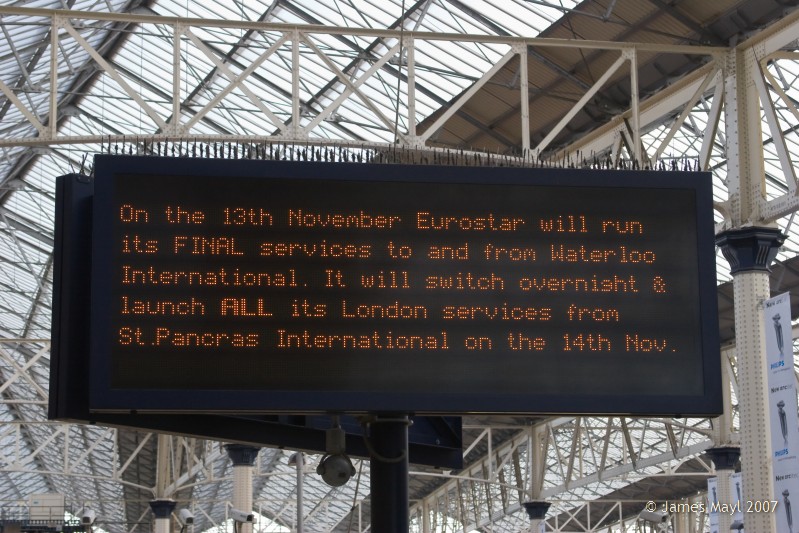 On the 13th November Eurostar will run
its FINAL services to and from Waterloo
International. It will switch overnight &
launch ALL its London services from
St.Pancras International on the 14th Nov.
PHILIPS
© James Mayl 2007